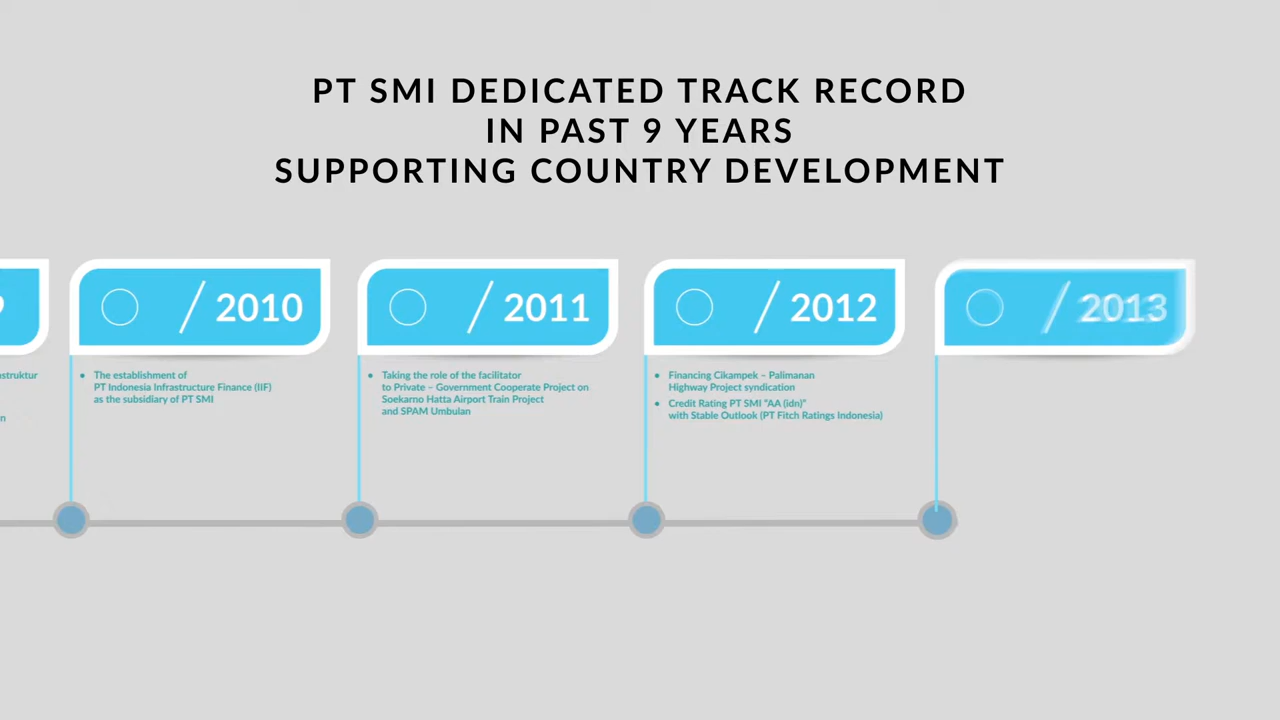 PT SMI DEDICATED TRACK RECORD
IN PAST 9 YEARS
SUPPORTING COUNTRY DEVELOPMENT
9
/ 2010
/ 2011
/ 2012
/ 2013
• The establishment of
PT Indonesia Infrastructure Finance (IIF)
as the subsidiary of PT SMI
• Taking the role of the facilitator
to Private – Government Cooperate Project on
Soekarno Hatta Airport Train Project
and SPAM Umbulan
• Financing Cikampek – Palimanan
Highway Project syndication
• Credit Rating PT SMI "AA (idn)"
with Stable Outlook (PT Fitch Ratings Indonesia)